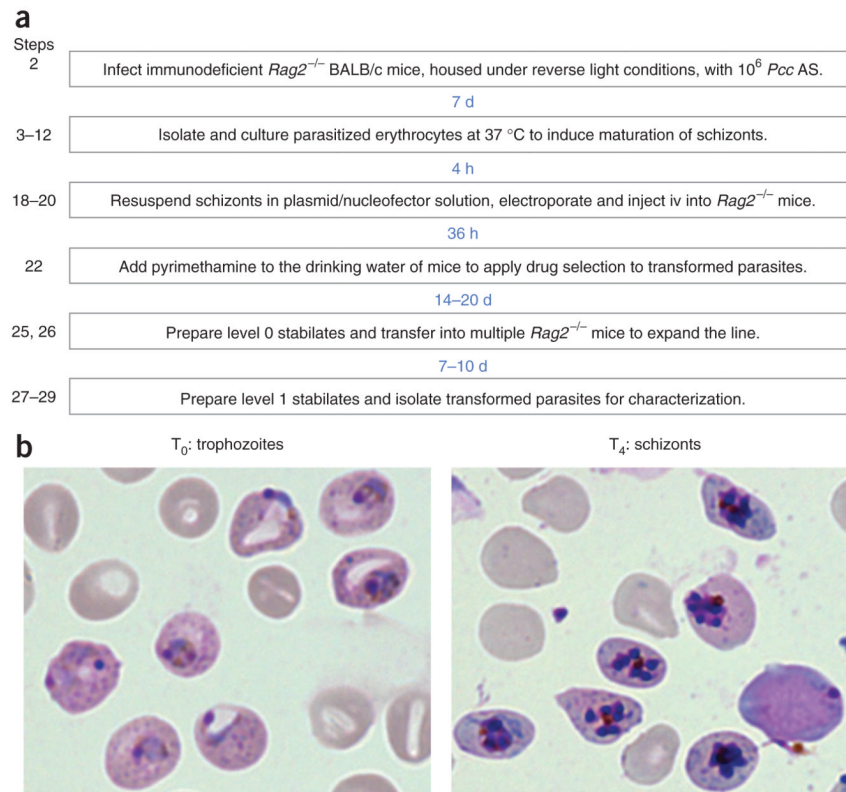 a
Steps
2 Infect immunodeficient Rag2–/– BALB/c mice, housed under reverse light conditions, with 10⁶ Pcc AS.
7 d
3–12 Isolate and culture parasitized erythrocytes at 37 °C to induce maturation of schizonts.
4 h
18–20 Resuspend schizonts in plasmid/nucleofector solution, electroporate and inject iv into Rag2–/– mice.
36 h
22 Add pyrimethamine to the drinking water of mice to apply drug selection to transformed parasites.
14–20 d
25, 26 Prepare level 0 stabilates and transfer into multiple Rag2–/– mice to expand the line.
7–10 d
27–29 Prepare level 1 stabilates and isolate transformed parasites for characterization.
b
T₀: trophozoites T₄: schizonts